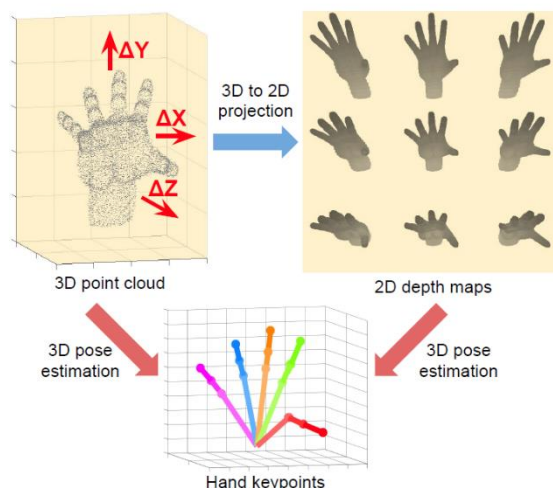 ΔY
ΔX
ΔZ
3D to 2D
projection
3D point cloud
2D depth maps
3D pose
estimation
3D pose
estimation
Hand keypoints